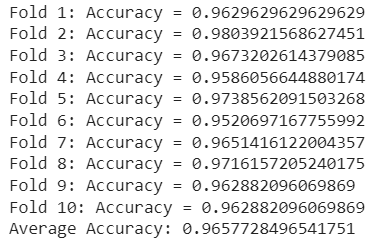 Fold 1: Accuracy = 0.9629629629629629
Fold 2: Accuracy = 0.9803921568627451
Fold 3: Accuracy = 0.9673202614379085
Fold 4: Accuracy = 0.9586056644880174
Fold 5: Accuracy = 0.9738562091503268
Fold 6: Accuracy = 0.9520697167755992
Fold 7: Accuracy = 0.9651416122004357
Fold 8: Accuracy = 0.9716157205240175
Fold 9: Accuracy = 0.962882096069869
Fold 10: Accuracy = 0.962882096069869
Average Accuracy: 0.9657728496541751